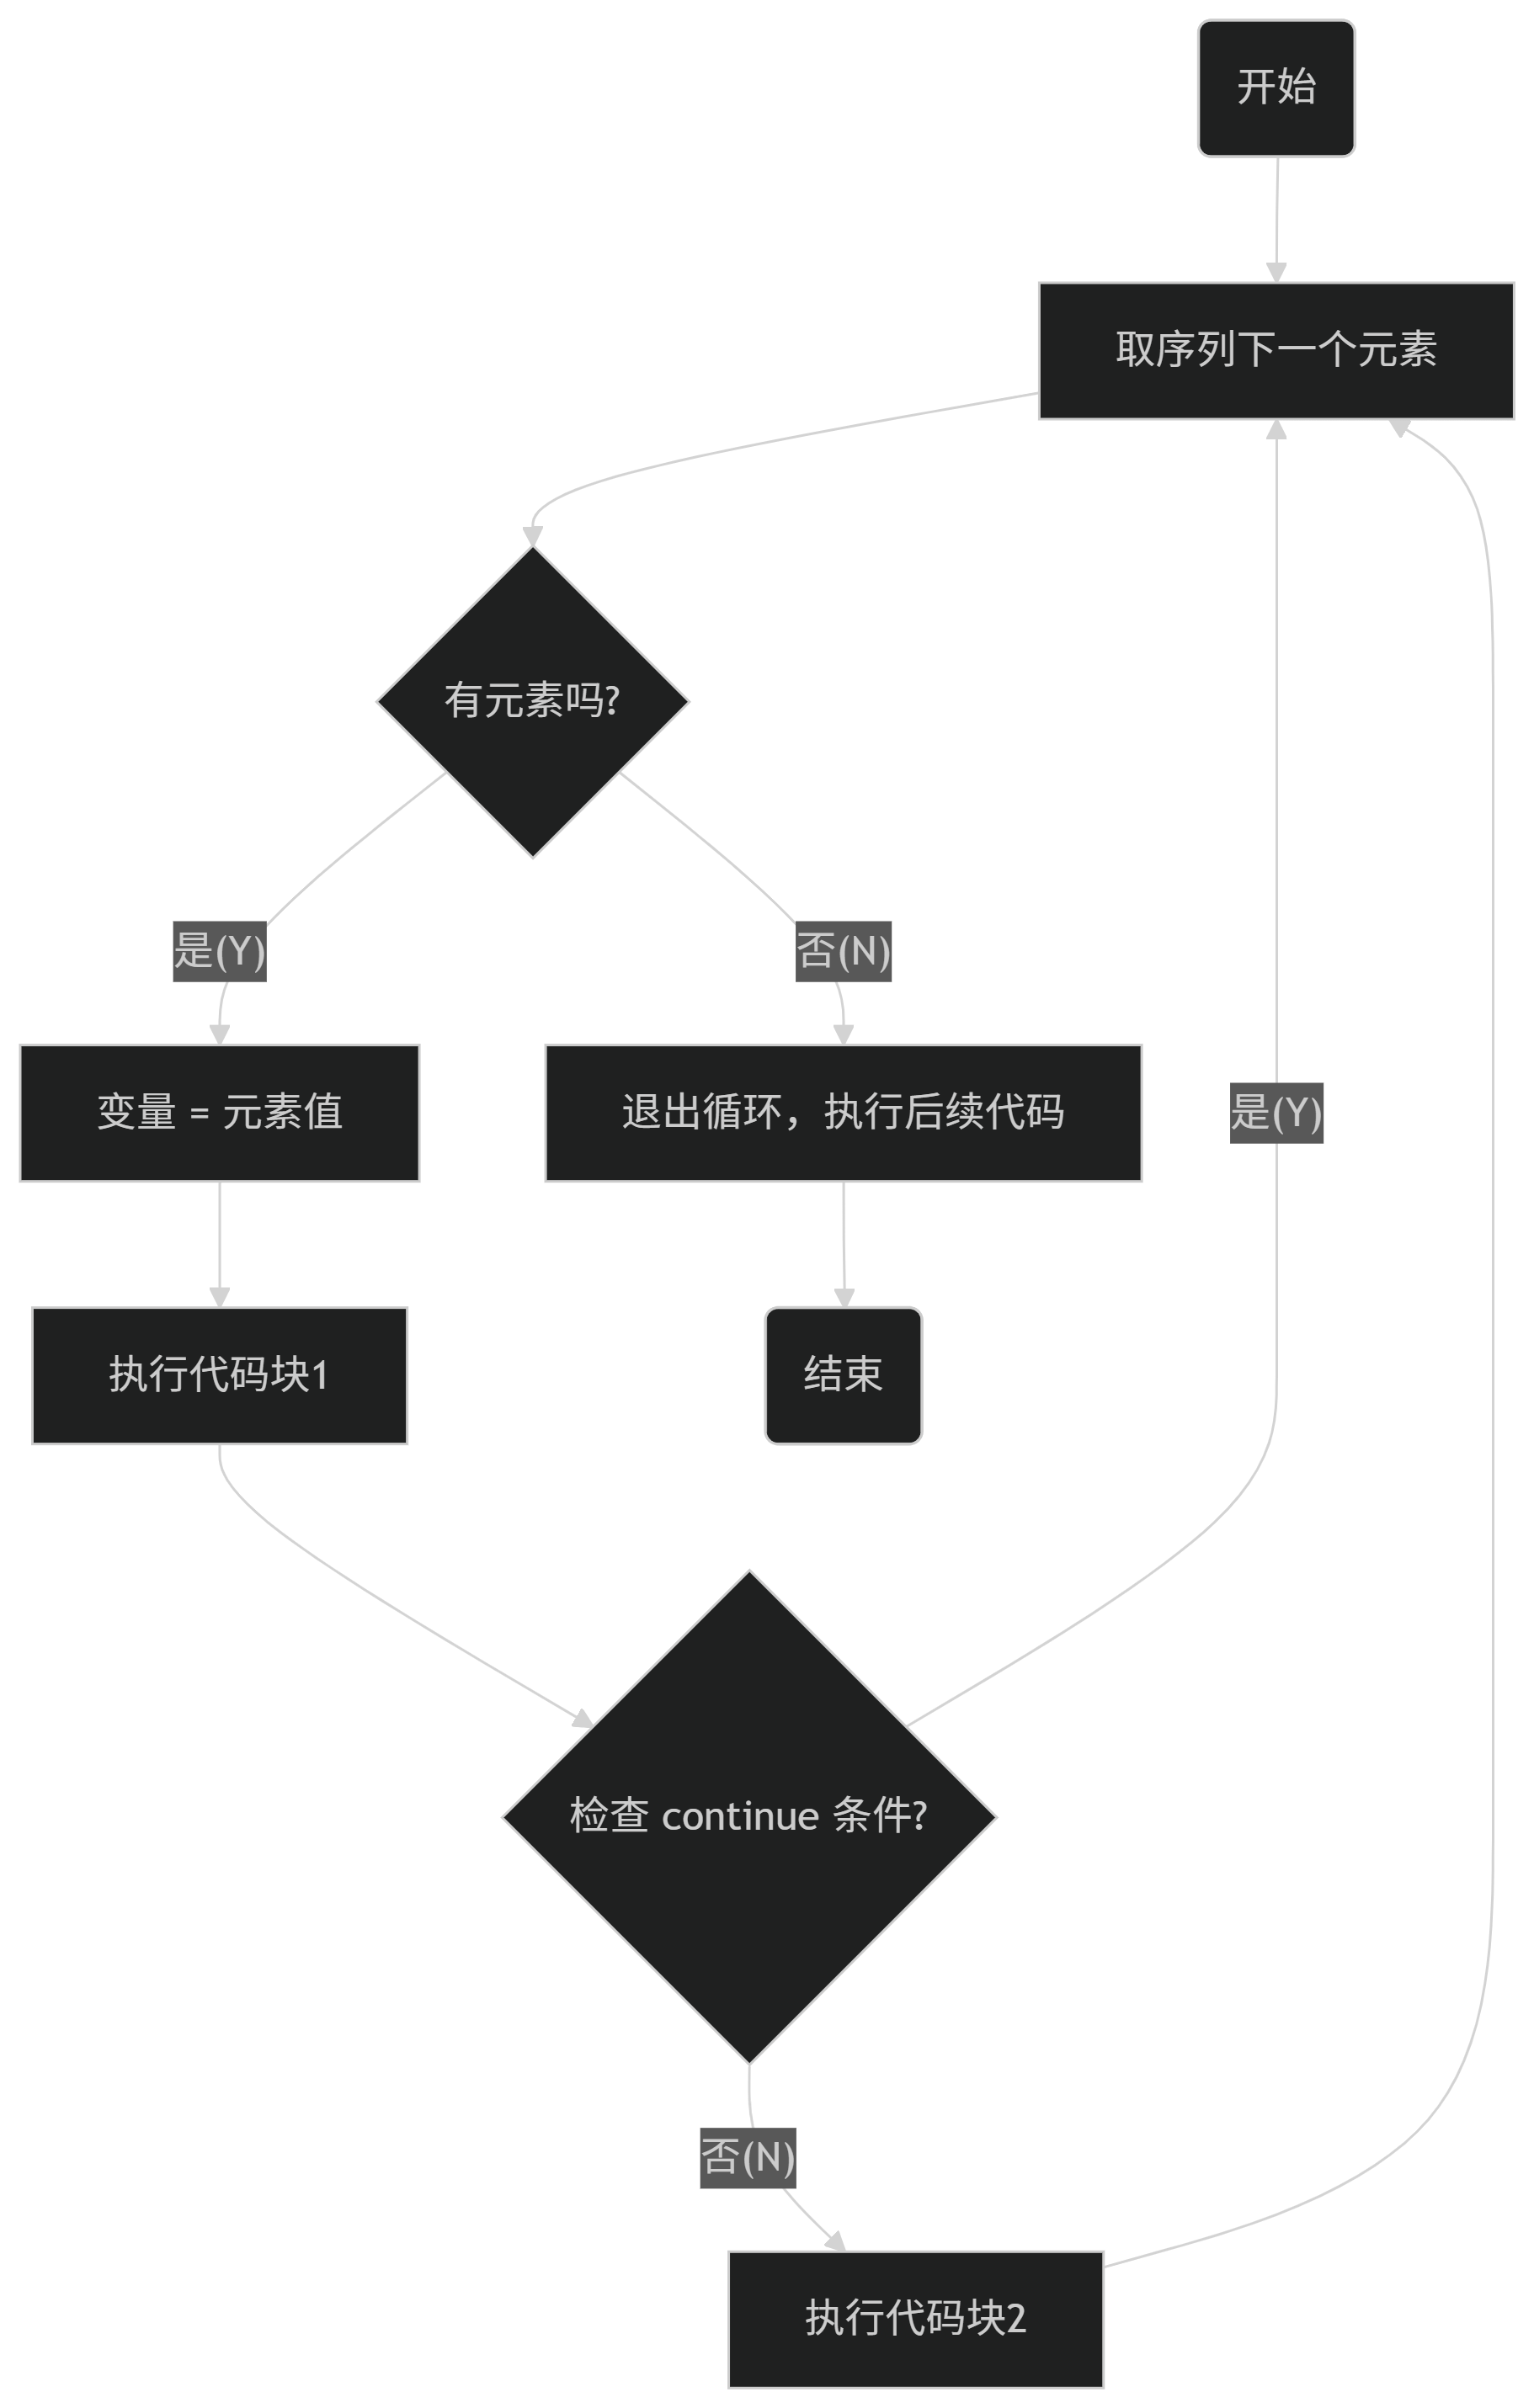 开始
取序列下一个元素
有元素吗?
是(Y)
否(N)
变量 = 元素值
退出循环，执行后续代码
是(Y)
执行代码块1
结束
检查 continue 条件?
否(N)
执行代码块2